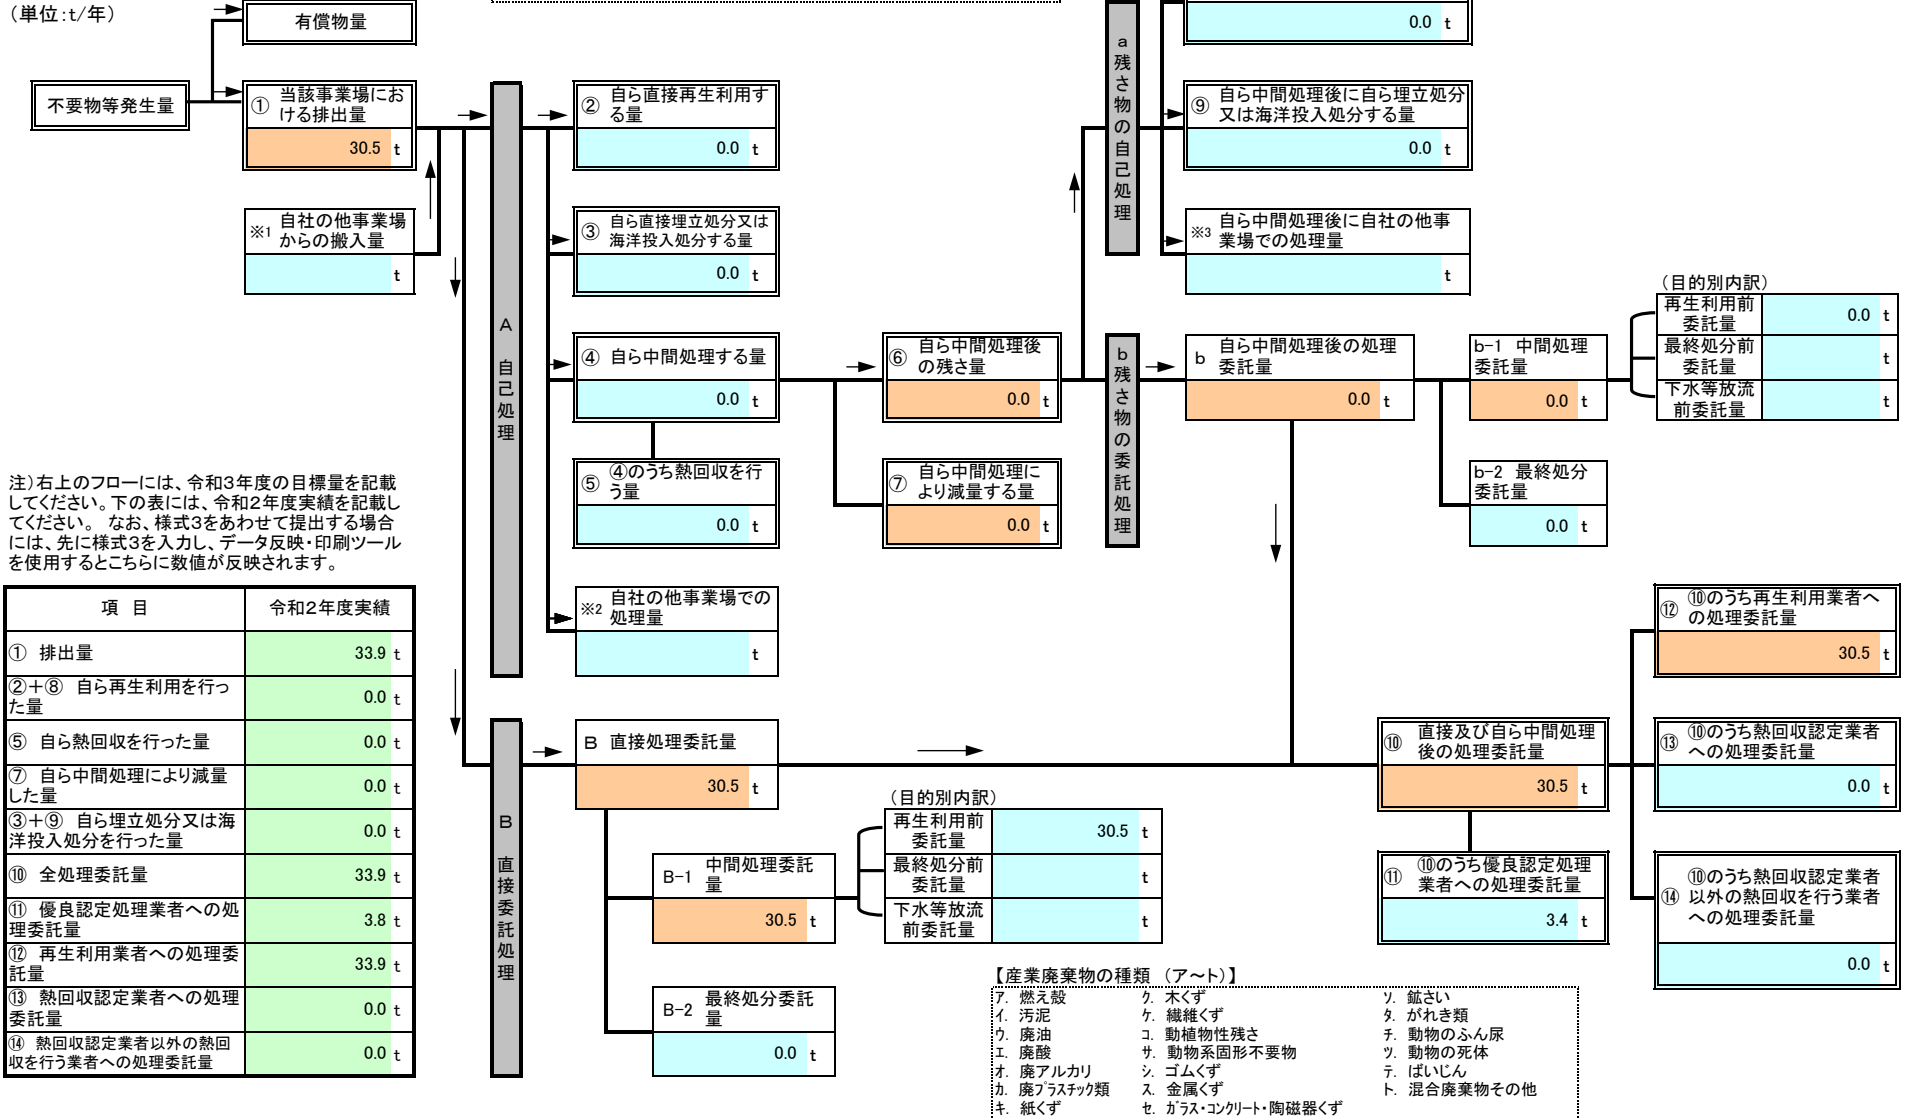 （単位：t/年）
有償物量
不要物等発生量
① 当該事業場にお
ける排出量
30.5 t
※1 自社の他事業場
からの搬入量
t
A 自己処理
② 自ら直接再生利用す
る量
0.0 t
③ 自ら直接埋立処分又は
海洋投入処分する量
0.0 t
④ 自ら中間処理する量
0.0 t
⑤ ④のうち熱回収を行
う量
0.0 t
※2 自社の他事業場での
処理量
t
⑥ 自ら中間処理後
の残さ量
0.0 t
⑦ 自ら中間処理に
より減量する量
0.0 t
a残さ物の自己処理
0.0 t
⑨ 自ら中間処理後に自ら埋立処分
又は海洋投入処分する量
0.0 t
※3 自ら中間処理後に自社の他事
業場での処理量
t
b残さ物の委託処理
b 自ら中間処理後の処理
委託量
0.0 t
b-1 中間処理
委託量
0.0 t
b-2 最終処分
委託量
0.0 t
（目的別内訳）
再生利用前
委託量
0.0 t
最終処分前
委託量
t
下水等放流
前委託量
t
注）右上のフローには、令和3年度の目標量を記載
してください。下の表には、令和2年度実績を記載し
てください。 なお、様式3をあわせて提出する場合
には、先に様式3を入力し、データ反映・印刷ツール
を使用するとこちらに数値が反映されます。
項 目 令和2年度実績
① 排出量 33.9 t
②＋⑧ 自ら再生利用を行っ
た量
0.0 t
⑤ 自ら熱回収を行った量 0.0 t
⑦ 自ら中間処理により減量
した量
0.0 t
③＋⑨ 自ら埋立処分又は海
洋投入処分を行った量
0.0 t
⑩ 全処理委託量 33.9 t
⑪ 優良認定処理業者への処
理委託量
3.8 t
⑫ 再生利用業者への処理委
託量
33.9 t
⑬ 熱回収認定業者への処理
委託量
0.0 t
⑭ 熱回収認定業者以外の熱回
収を行う業者への処理委託量
0.0 t
B 直接委託処理
B 直接処理委託量
30.5 t
B-1 中間処理委託
量
30.5 t
B-2 最終処分委託
量
0.0 t
（目的別内訳）
再生利用前
委託量
30.5 t
最終処分前
委託量
t
下水等放流
前委託量
t
⑩ 直接及び自ら中間処理
後の処理委託量
30.5 t
⑪ ⑩のうち優良認定処理
業者への処理委託量
3.4 t
⑫ ⑩のうち再生利用業者へ
の処理委託量
30.5 t
⑬ ⑩のうち熱回収認定業者
への処理委託量
0.0 t
⑭ ⑩のうち熱回収認定業者
以外の熱回収を行う業者
への処理委託量
0.0 t
【産業廃棄物の種類 （ア～ト）】
ア. 燃え殻 ク. 木くず ソ. 鉱さい
イ. 汚泥 ケ. 繊維くず タ. がれき類
ウ. 廃油 コ. 動植物性残さ チ. 動物のふん尿
エ. 廃酸 サ. 動物系固形不要物 ツ. 動物の死体
オ. 廃アルカリ シ. ゴムくず テ. ばいじん
カ. 廃プラスチック類 ス. 金属くず ト. 混合廃棄物その他
キ. 紙くず セ. ガラス・コンクリート・陶磁器くず